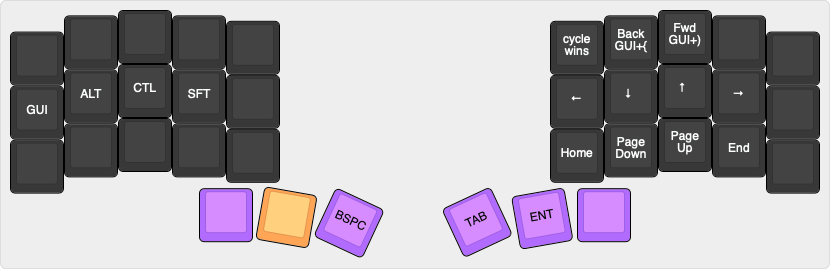 cycle
wins
Back
GUI+{
Fwd
GUI+)
GUI
ALT
CTL
SFT
←
↓
↑
→
Home
Page
Down
Page
Up
End
BSPC
TAB
ENT